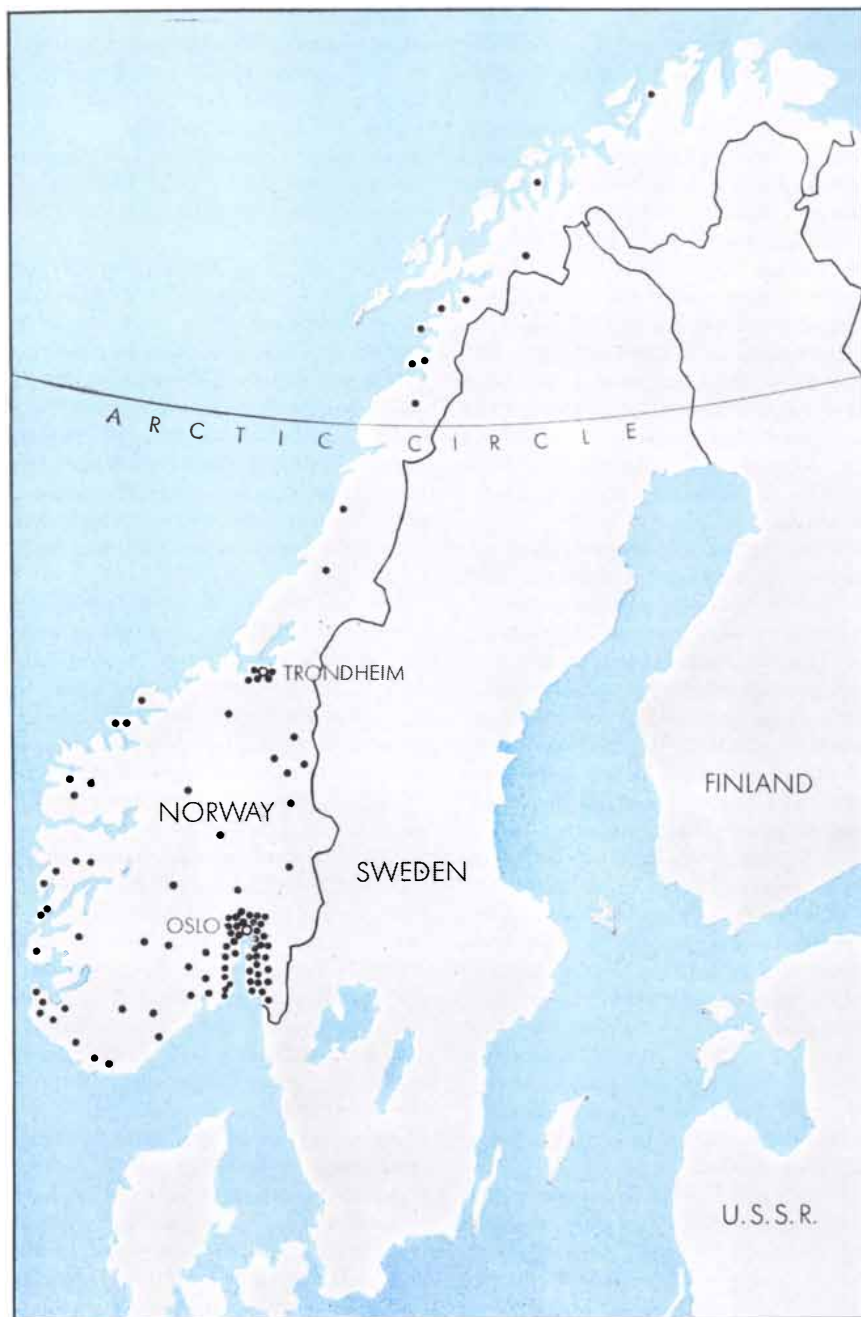 ARCTIC CIRCLE
TRONDHEIM
NORWAY
FINLAND
SWEDEN
OSLO
U.S.S.R.